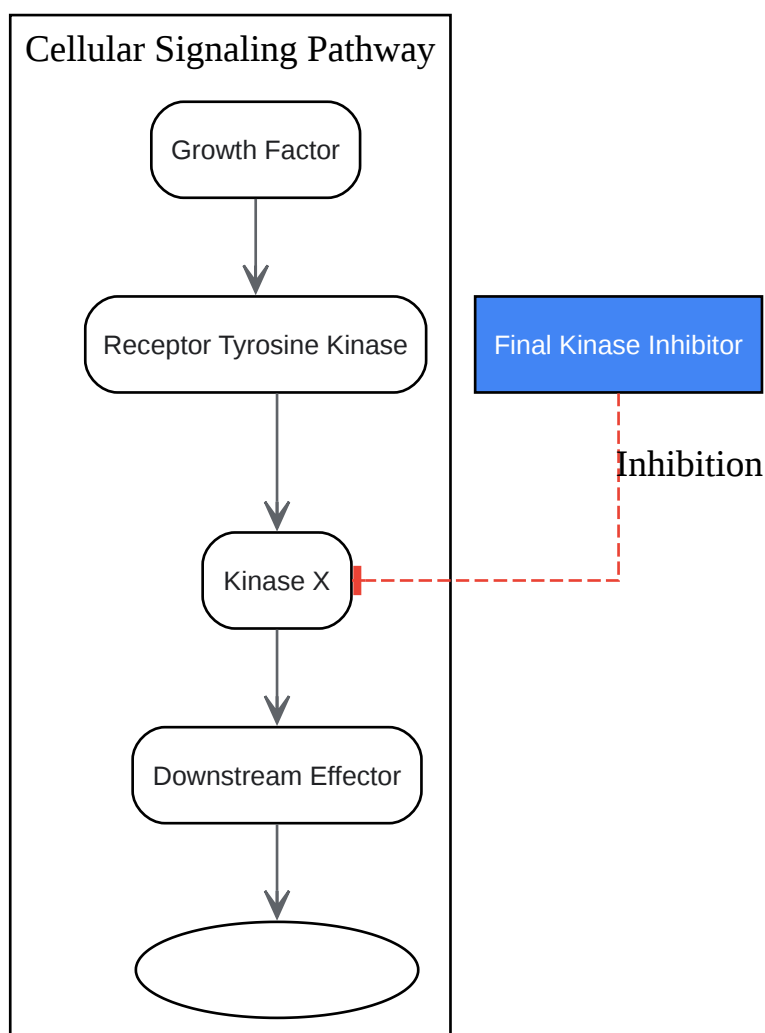 Cellular Signaling Pathway
Growth Factor
Receptor Tyrosine Kinase
Final Kinase Inhibitor
Inhibition
Kinase X
Downstream Effector